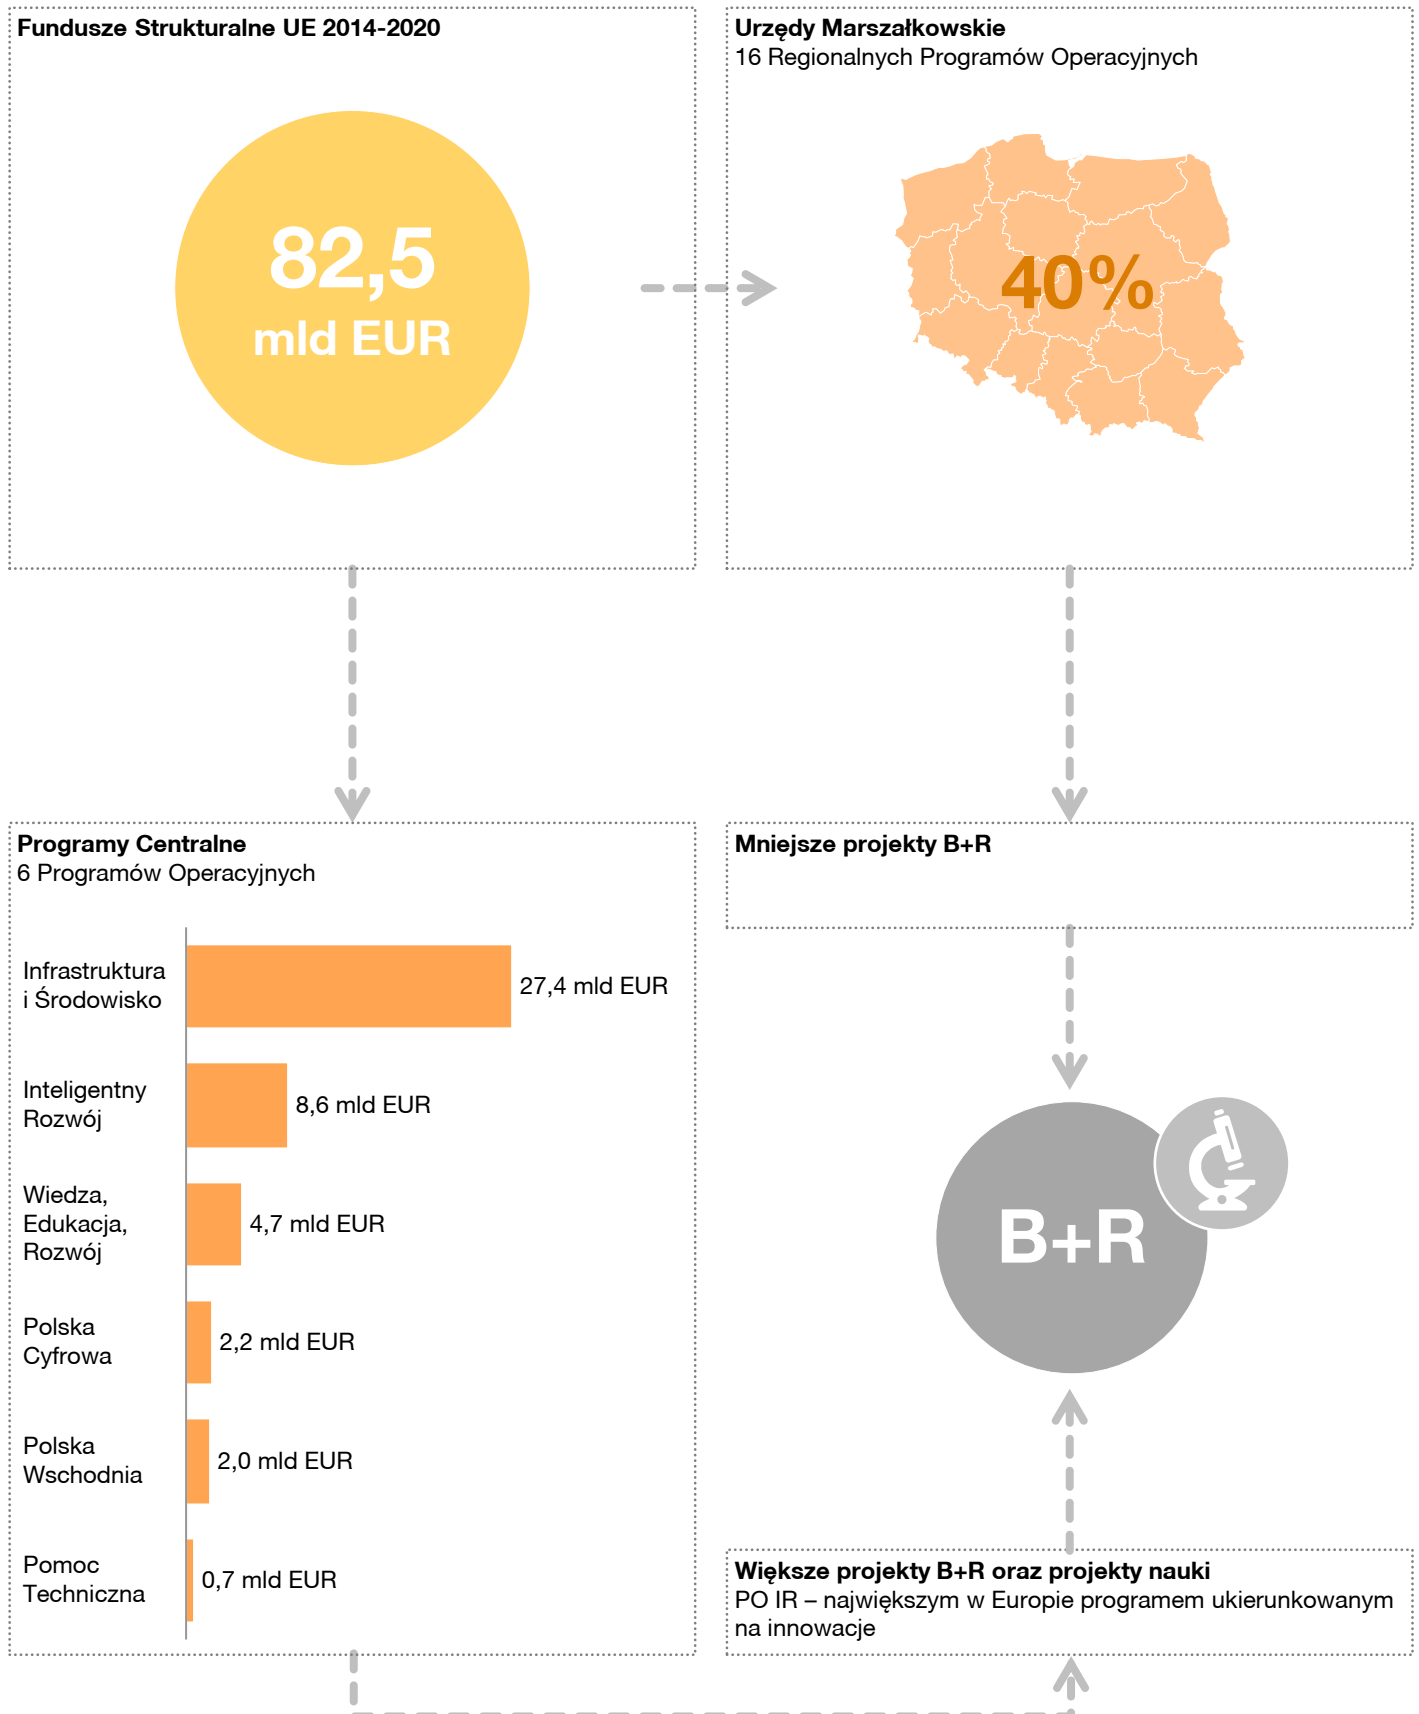 Fundusze Strukturalne UE 2014-2020
82,5
mld EUR
Urzędy Marszałkowskie
16 Regionalnych Programów Operacyjnych
40%
Programy Centralne
6 Programów Operacyjnych
Infrastruktura
i Środowisko
27,4 mld EUR
Inteligentny
Rozwój
8,6 mld EUR
Wiedza,
Edukacja,
Rozwój
4,7 mld EUR
Polska
Cyfrowa
2,2 mld EUR
Polska
Wschodnia
2,0 mld EUR
Pomoc
Techniczna
0,7 mld EUR
Mniejsze projekty B+R
B+R
Większe projekty B+R oraz projekty nauki
PO IR – największym w Europie programem ukierunkowanym
na innowacje